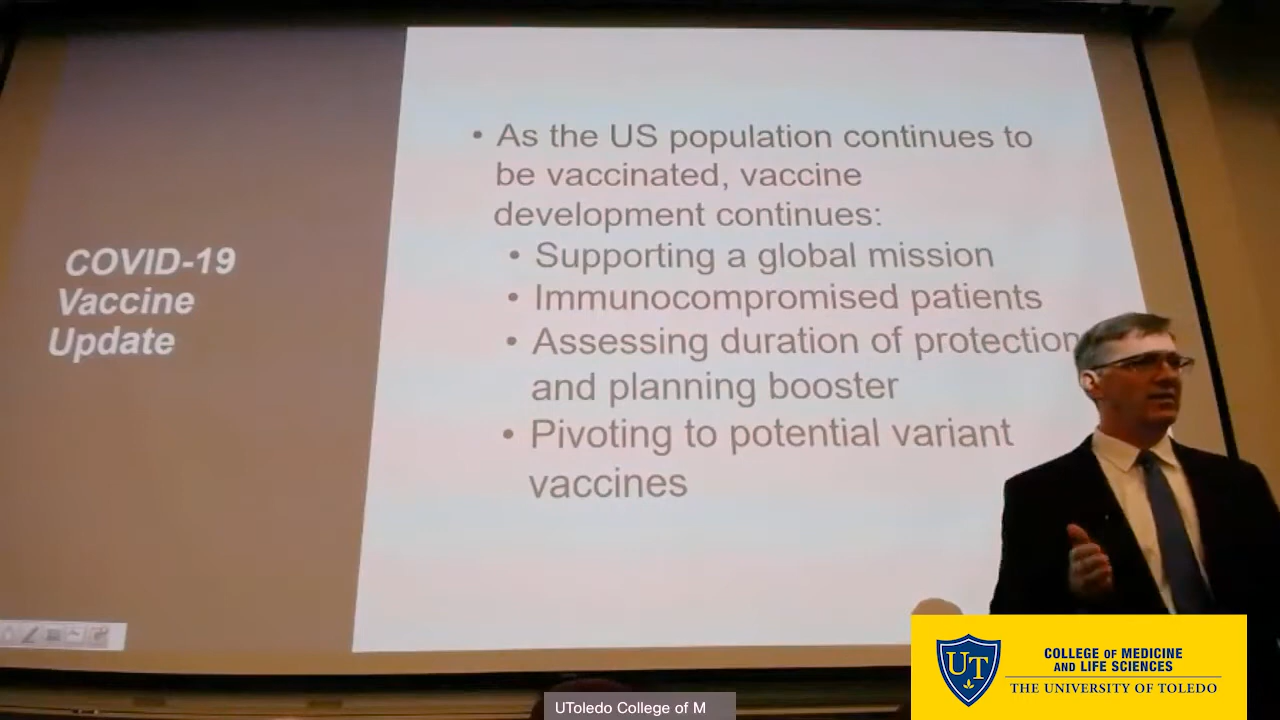 COVID-19
Vaccine
Update
• As the US population continues to
be vaccinated, vaccine
development continues:
• Supporting a global mission
• Immunocompromised patients
• Assessing duration of protection
and planning booster
• Pivoting to potential variant
vaccines
UT
COLLEGE OF MEDICINE
AND LIFE SCIENCES
THE UNIVERSITY OF TOLEDO
UToledo College of M